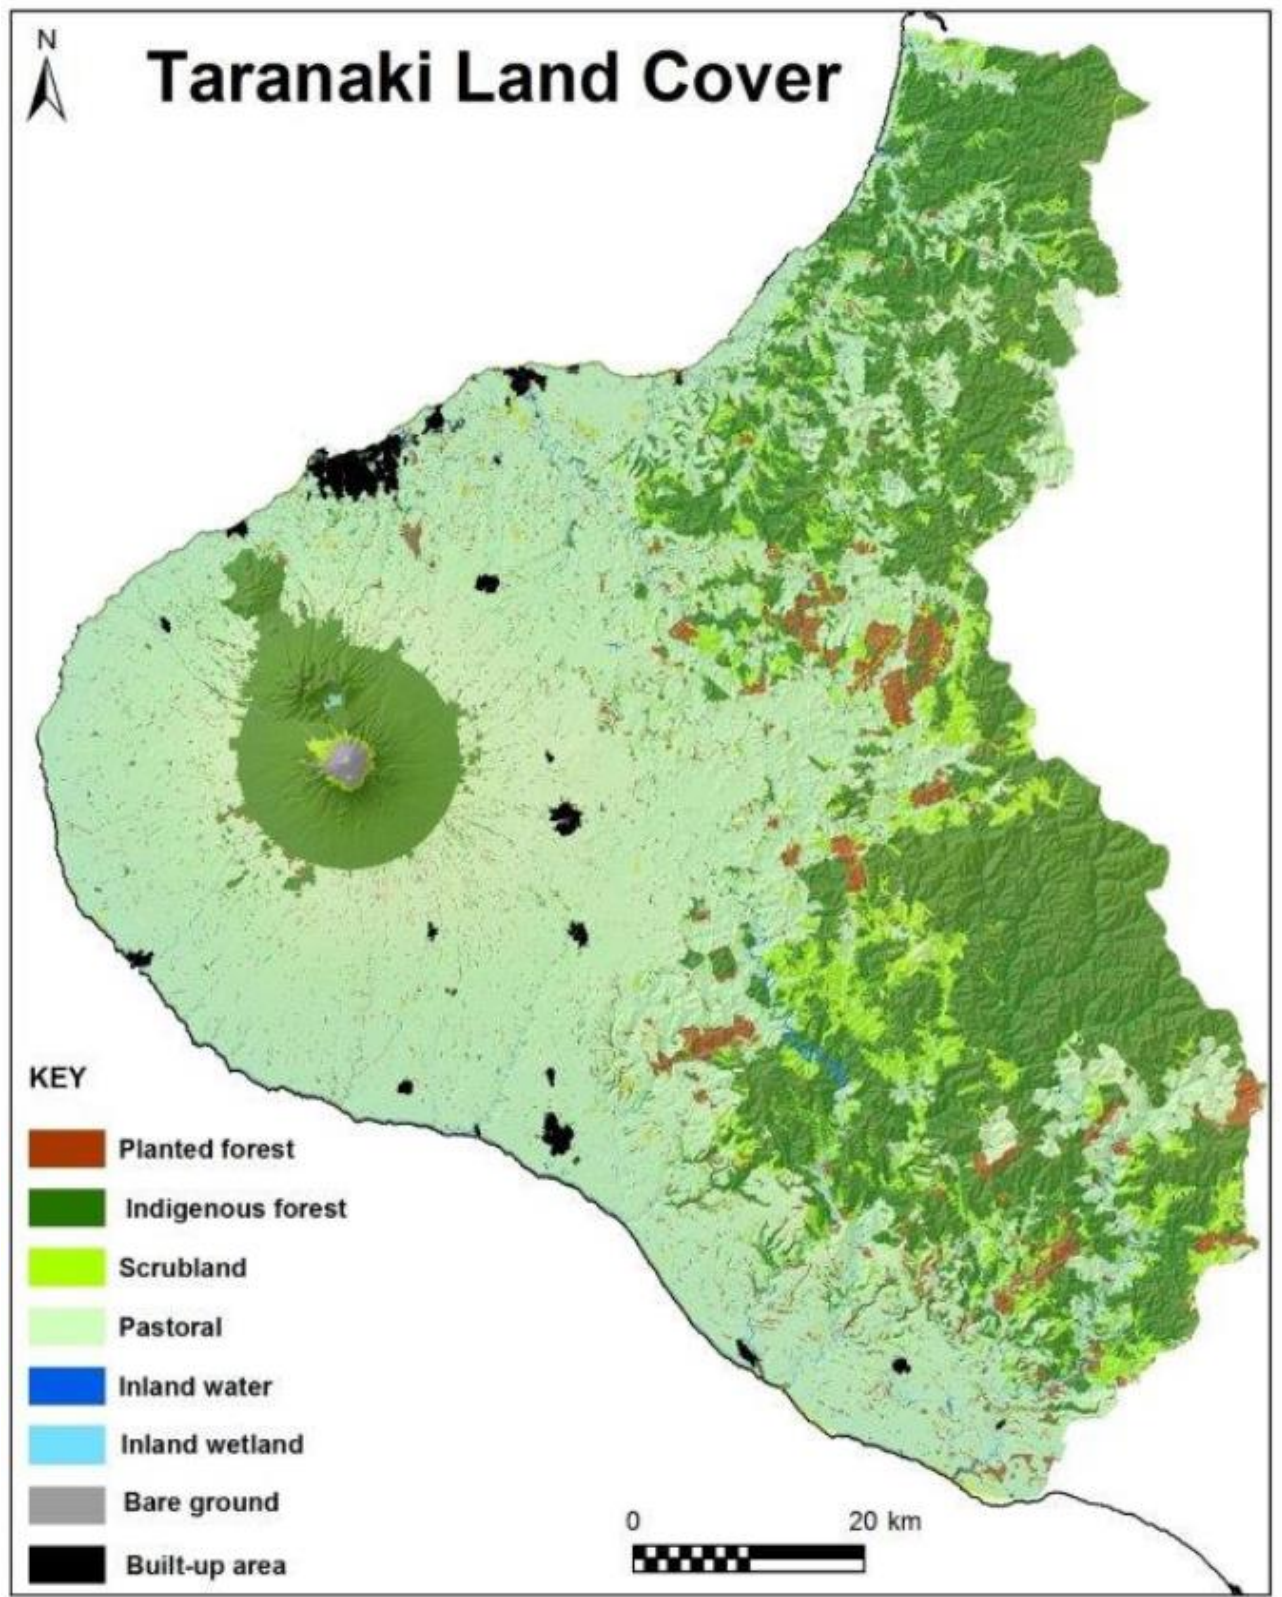 N
Taranaki Land Cover
KEY
Planted forest
Indigenous forest
Scrubland
Pastoral
Inland water
Inland wetland
Bare ground
Built-up area
0 20 km